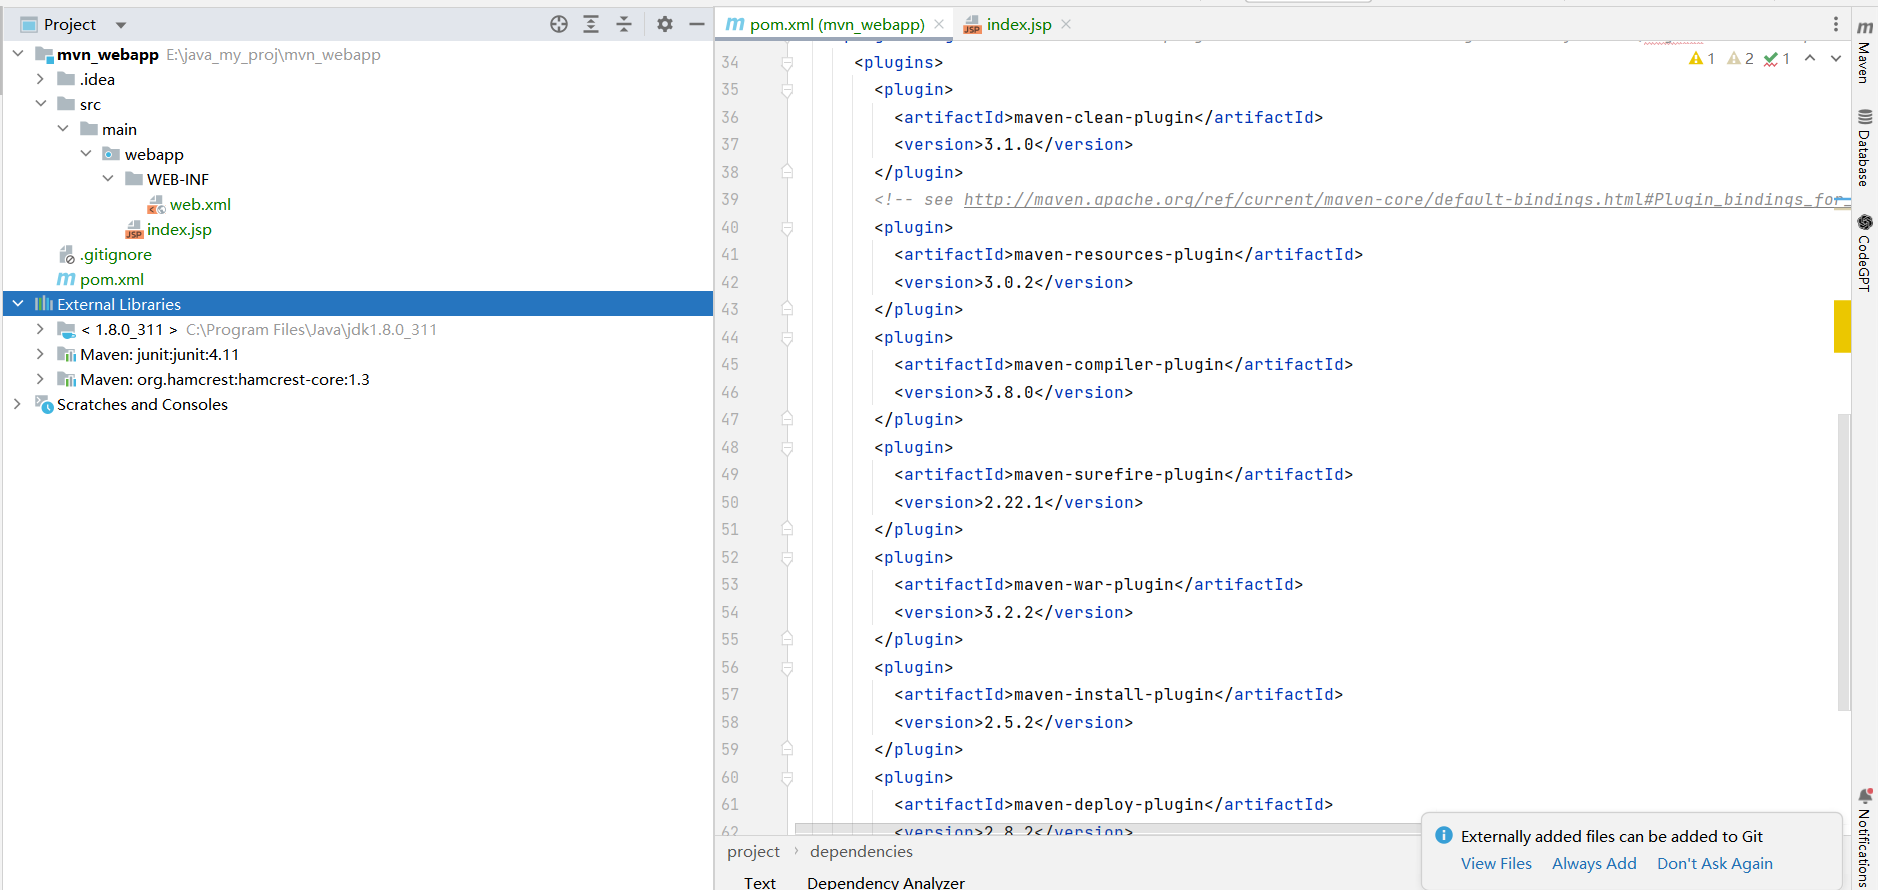 Project
mvn_webapp E:\java_my_proj\mvn_webapp
.idea
src
main
webapp
WEB-INF
web.xml
index.jsp
.gitignore
pom.xml
External Libraries
< 1.8.0_311 > C:\Program Files\Java\jdk1.8.0_311
Maven: junit:junit:4.11
Maven: org.hamcrest:hamcrest-core:1.3
Scratches and Consoles
pom.xml (mvn_webapp) index.jsp
1 2 1
34 <plugins>
35 <plugin>
36 <artifactId>maven-clean-plugin</artifactId>
37 <version>3.1.0</version>
38 </plugin>
39 <!-- see http://maven.apache.org/ref/current/maven-core/default-bindings.html#Plugin_bindings_for_
40 <plugin>
41 <artifactId>maven-resources-plugin</artifactId>
42 <version>3.0.2</version>
43 </plugin>
44 <plugin>
45 <artifactId>maven-compiler-plugin</artifactId>
46 <version>3.8.0</version>
47 </plugin>
48 <plugin>
49 <artifactId>maven-surefire-plugin</artifactId>
50 <version>2.22.1</version>
51 </plugin>
52 <plugin>
53 <artifactId>maven-war-plugin</artifactId>
54 <version>3.2.2</version>
55 </plugin>
56 <plugin>
57 <artifactId>maven-install-plugin</artifactId>
58 <version>2.5.2</version>
59 </plugin>
60 <plugin>
61 <artifactId>maven-deploy-plugin</artifactId>
62 <version>2.8.2</version>
project › dependencies
Text Dependency Analyzer
Externally added files can be added to Git
View Files Always Add Don't Ask Again
Maven
Database
CodeGPT
Notifications